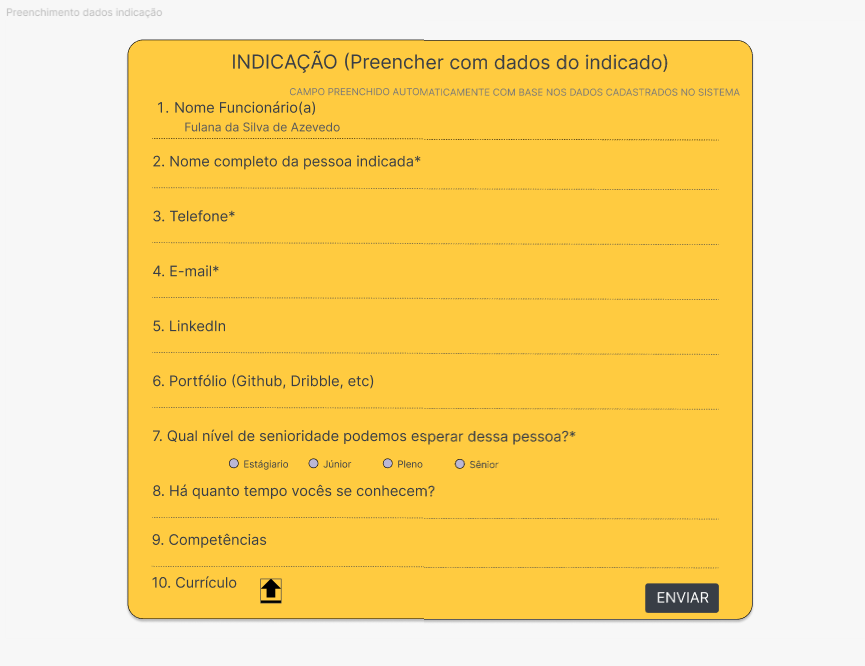 Preenchimento dados indicação
INDICAÇÃO (Preencher com dados do indicado)
CAMPO PREENCHIDO AUTOMATICAMENTE COM BASE NOS DADOS CADASTRADOS NO SISTEMA
1. Nome Funcionário(a)
Fulana da Silva de Azevedo
2. Nome completo da pessoa indicada*
3. Telefone*
4. E-mail*
5. LinkedIn
6. Portfólio (Github, Dribble, etc)
7. Qual nível de senioridade podemos esperar dessa pessoa?*
Estágiario Júnior Pleno Sênior
8. Há quanto tempo vocês se conhecem?
9. Competências
10. Currículo
ENVIAR